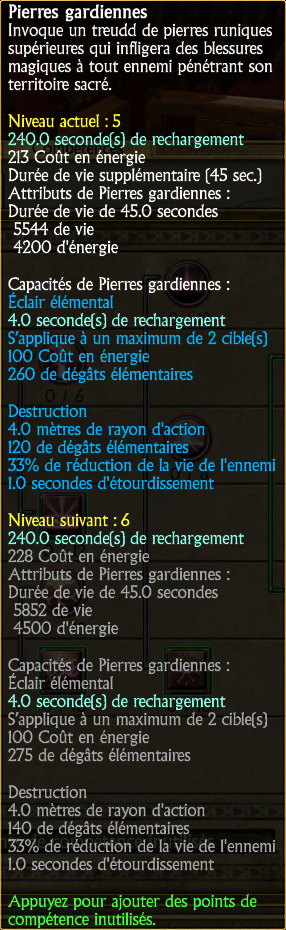 Pierres gardiennes
Invoque un treudd de pierres runiques
supérieures qui infligera des blessures
magiques à tout ennemi pénétrant son
territoire sacré.
Niveau actuel : 5
240.0 seconde(s) de rechargement
213 Coût en énergie
Durée de vie supplémentaire (45 sec.)
Attributs de Pierres gardiennes :
Durée de vie de 45.0 secondes
5544 de vie
4200 d'énergie
Capacités de Pierres gardiennes :
Éclair élémental
4.0 seconde(s) de rechargement
S'applique à un maximum de 2 cible(s)
100 Coût en énergie
260 de dégâts élémentaires
Destruction
4.0 mètres de rayon d'action
120 de dégâts élémentaires
33% de réduction de la vie de l'ennemi
1.0 secondes d'étourdissement
Niveau suivant : 6
240.0 seconde(s) de rechargement
228 Coût en énergie
Attributs de Pierres gardiennes :
Durée de vie de 45.0 secondes
5852 de vie
4500 d'énergie
Capacités de Pierres gardiennes :
Éclair élémental
4.0 seconde(s) de rechargement
S'applique à un maximum de 2 cible(s)
100 Coût en énergie
275 de dégâts élémentaires
Destruction
4.0 mètres de rayon d'action
140 de dégâts élémentaires
33% de réduction de la vie de l'ennemi
1.0 secondes d'étourdissement
Appuyez pour ajouter des points de
compétence inutilisés.